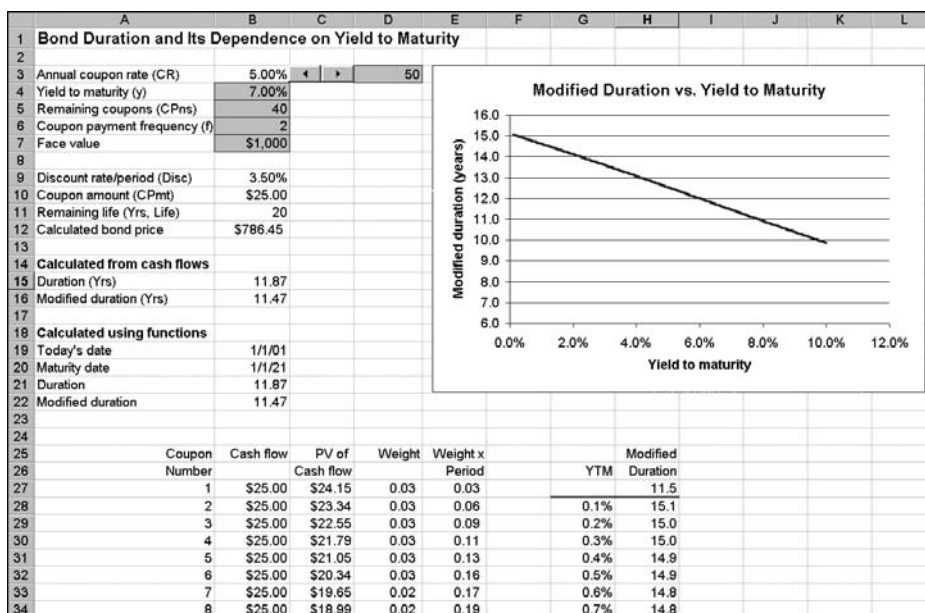 A B C D E F G H I J K L
1 Bond Duration and Its Dependence on Yield to Maturity
2
3 Annual coupon rate (CR) 5.00% 50
4 Yield to maturity (y) 7.00%
5 Remaining coupons (CPns) 40
6 Coupon payment frequency (f) 2
7 Face value $1,000
8
9 Discount rate/period (Disc) 3.50%
10 Coupon amount (CPmt) $25.00
11 Remaining life (Yrs, Life) 20
12 Calculated bond price $786.45
13
14 Calculated from cash flows
15 Duration (Yrs) 11.87
16 Modified duration (Yrs) 11.47
17
18 Calculated using functions
19 Today's date 1/1/01
20 Maturity date 1/1/21
21 Duration 11.87
22 Modified duration 11.47
23
24
Modified Duration vs. Yield to Maturity
Modified duration (years)
16.0
15.0
14.0
13.0
12.0
11.0
10.0
9.0
8.0
7.0
6.0
0.0% 2.0% 4.0% 6.0% 8.0% 10.0% 12.0%
Yield to maturity
25 Coupon Cash flow PV of Weight Weight x Modified
26 Number Cash flow Period YTM Duration
27 1 $25.00 $24.15 0.03 0.03 11.5
28 2 $25.00 $23.34 0.03 0.06 0.1% 15.1
29 3 $25.00 $22.55 0.03 0.09 0.2% 15.0
30 4 $25.00 $21.79 0.03 0.11 0.3% 15.0
31 5 $25.00 $21.05 0.03 0.13 0.4% 14.9
32 6 $25.00 $20.34 0.03 0.16 0.5% 14.9
33 7 $25.00 $19.65 0.02 0.17 0.6% 14.8
34 8 $25.00 $18.99 0.02 0.19 0.7% 14.8